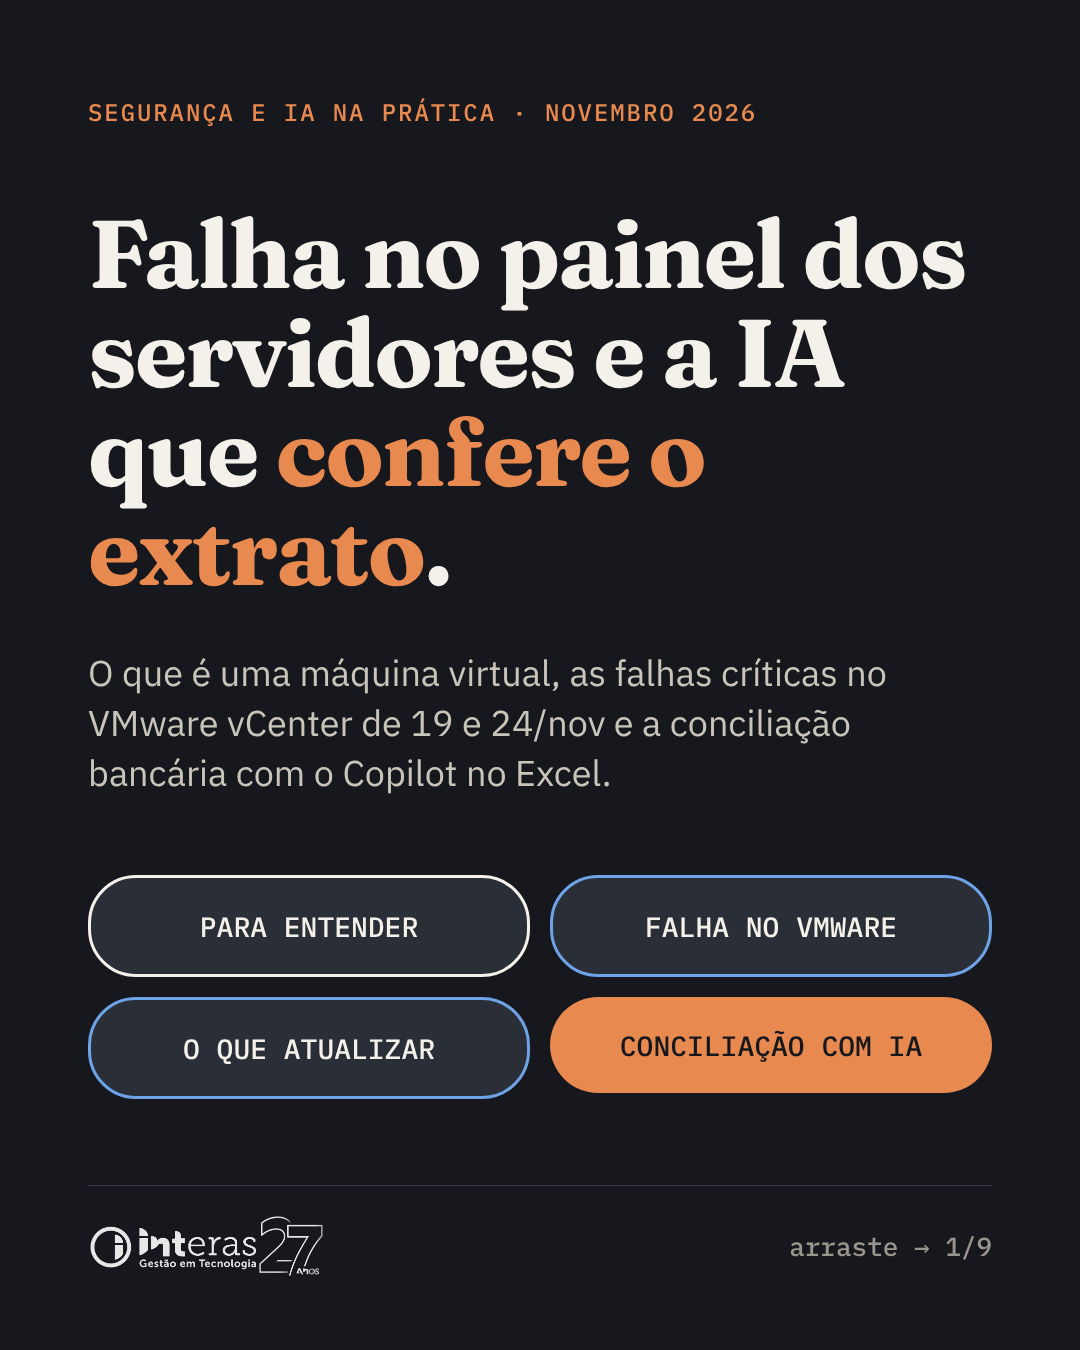 SEGURANÇA E IA NA PRÁTICA · NOVEMBRO 2026
Falha no painel dos
servidores e a IA
que confere o
extrato.
O que é uma máquina virtual, as falhas críticas no
VMware vCenter de 19 e 24/nov e a conciliação
bancária com o Copilot no Excel.
PARA ENTENDER
FALHA NO VMWARE
O QUE ATUALIZAR
CONCILIAÇÃO COM IA
interas 27
Gestão em Tecnologia ANOS
arraste → 1/9